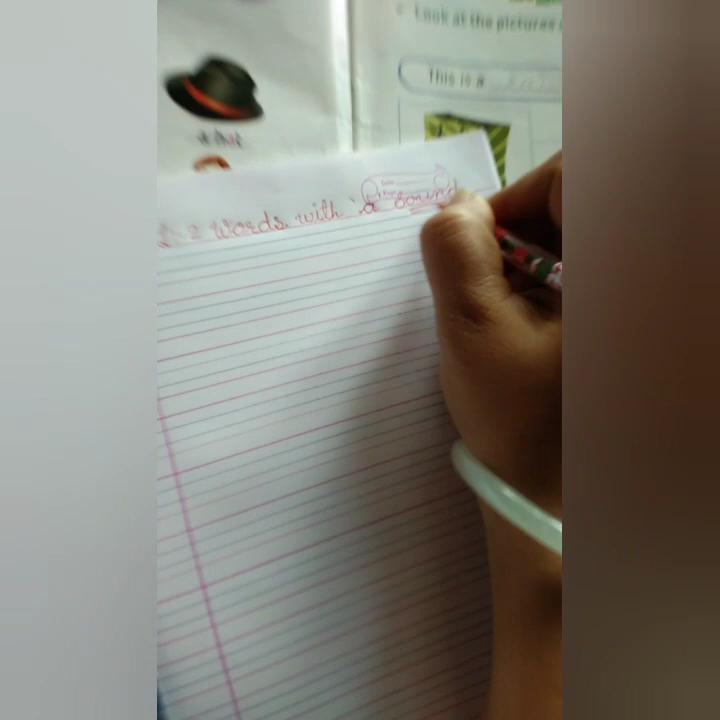 Look at the pictures
This is a
a hat
words with 'a sound